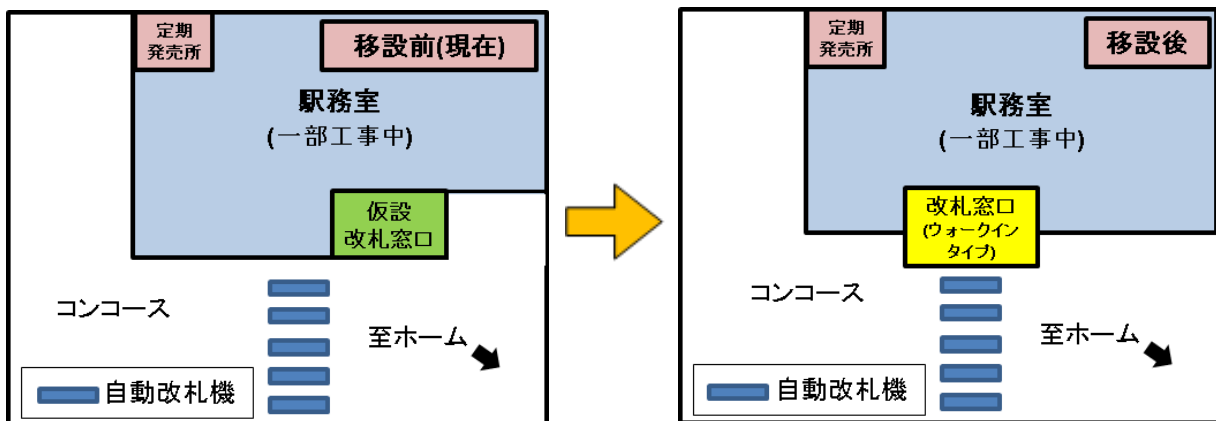 定期
発売所
移設前(現在)
駅務室
(一部工事中)
仮設
改札窓口
コンコース
至ホーム
自動改札機
定期
発売所
移設後
駅務室
(一部工事中)
改札窓口
(ウォークイン
タイプ)
コンコース
至ホーム
自動改札機